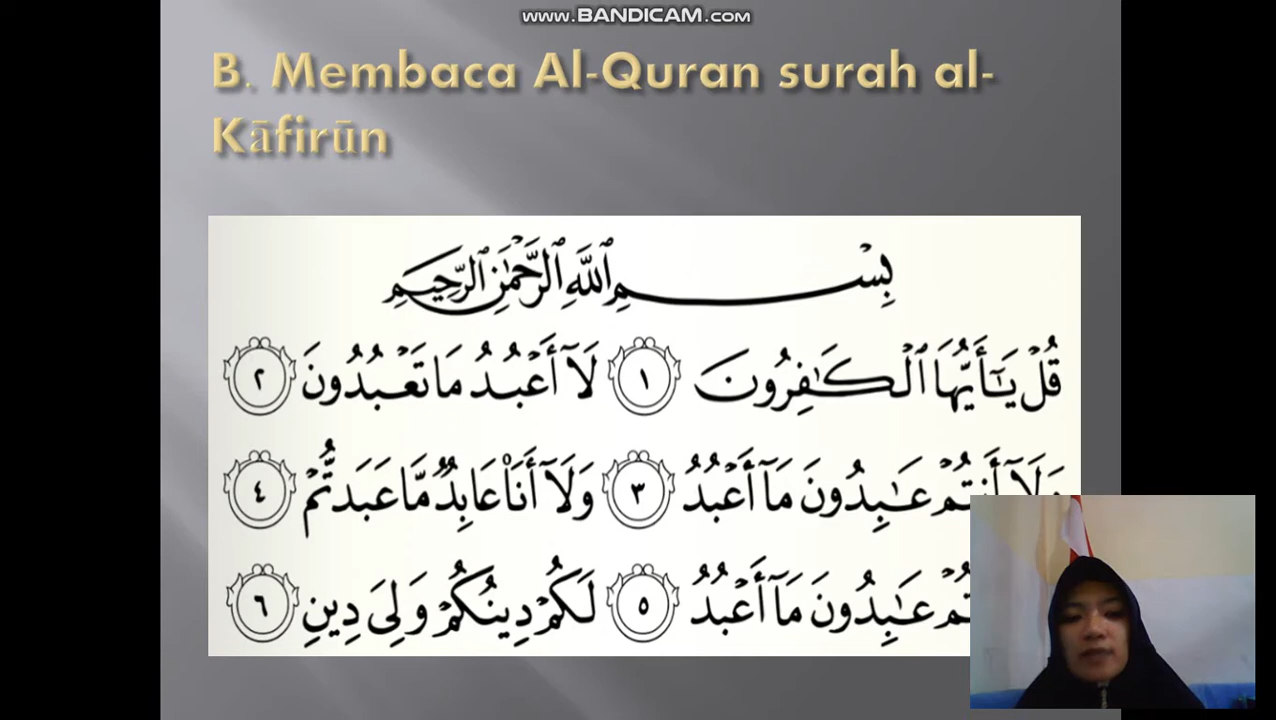 www.BANDICAM.com
B. Membaca Al-Quran surah al-
Kāfirūn
بِسْمِ ٱللَّهِ ٱلرَّحْمَٰنِ ٱلرَّحِيمِ
قُلْ يَٰٓأَيُّهَا ٱلْكَٰفِرُونَ ١ لَآ أَعْبُدُ مَا تَعْبُدُونَ ٢
وَلَآ أَنتُمْ عَٰبِدُونَ مَآ أَعْبُدُ ٣ وَلَآ أَنَا۠ عَابِدٌ مَّا عَبَدتُّمْ ٤
عَٰبِدُونَ مَآ أَعْبُدُ ٥ لَكُمْ دِينُكُمْ وَلِىَ دِينِ ٦